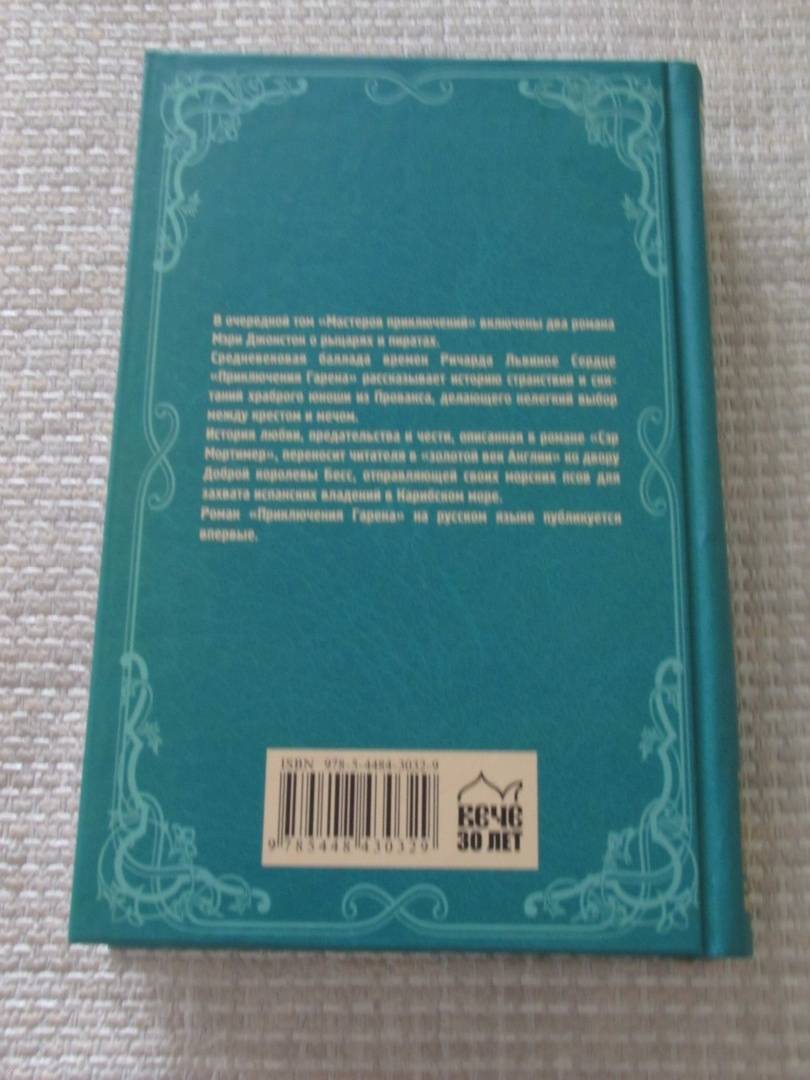 В очередной том «Мастеров приключений» включены два романа
Мэри Джонстон о рыцарях и пиратах.
Средневековая баллада времен Ричарда Львиное Сердце
«Приключения Гарена» рассказывает историю странствий и ски-
таний храброго юноши из Прованса, делающего нелегкий выбор
между крестом и мечом.
История любви, предательства и чести, описанная в романе «Сэр
Мортимер», переносит читателя в «золотой век Англии» ко двору
Доброй королевы Бесс, отправляющей своих морских псов для
захвата испанских владений в Карибском море.
Роман «Приключения Гарена» на русском языке публикуется
впервые.
ISBN 978-5-4484-3032-9
9 785448 430329
ВЕЧЕ
30 ЛЕТ